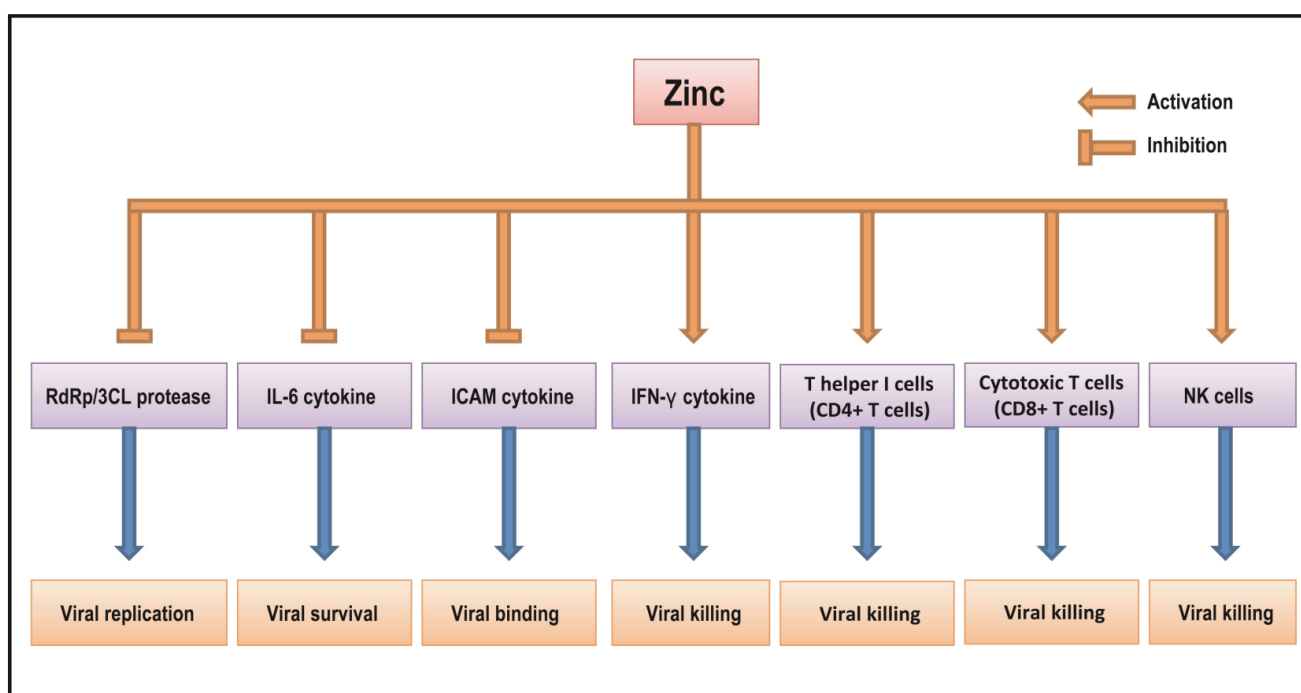 Zinc
Activation
Inhibition
RdRp/3CL protease
IL-6 cytokine
ICAM cytokine
IFN-γ cytokine
T helper I cells
(CD4+ T cells)
Cytotoxic T cells
(CD8+ T cells)
NK cells
Viral replication
Viral survival
Viral binding
Viral killing
Viral killing
Viral killing
Viral killing